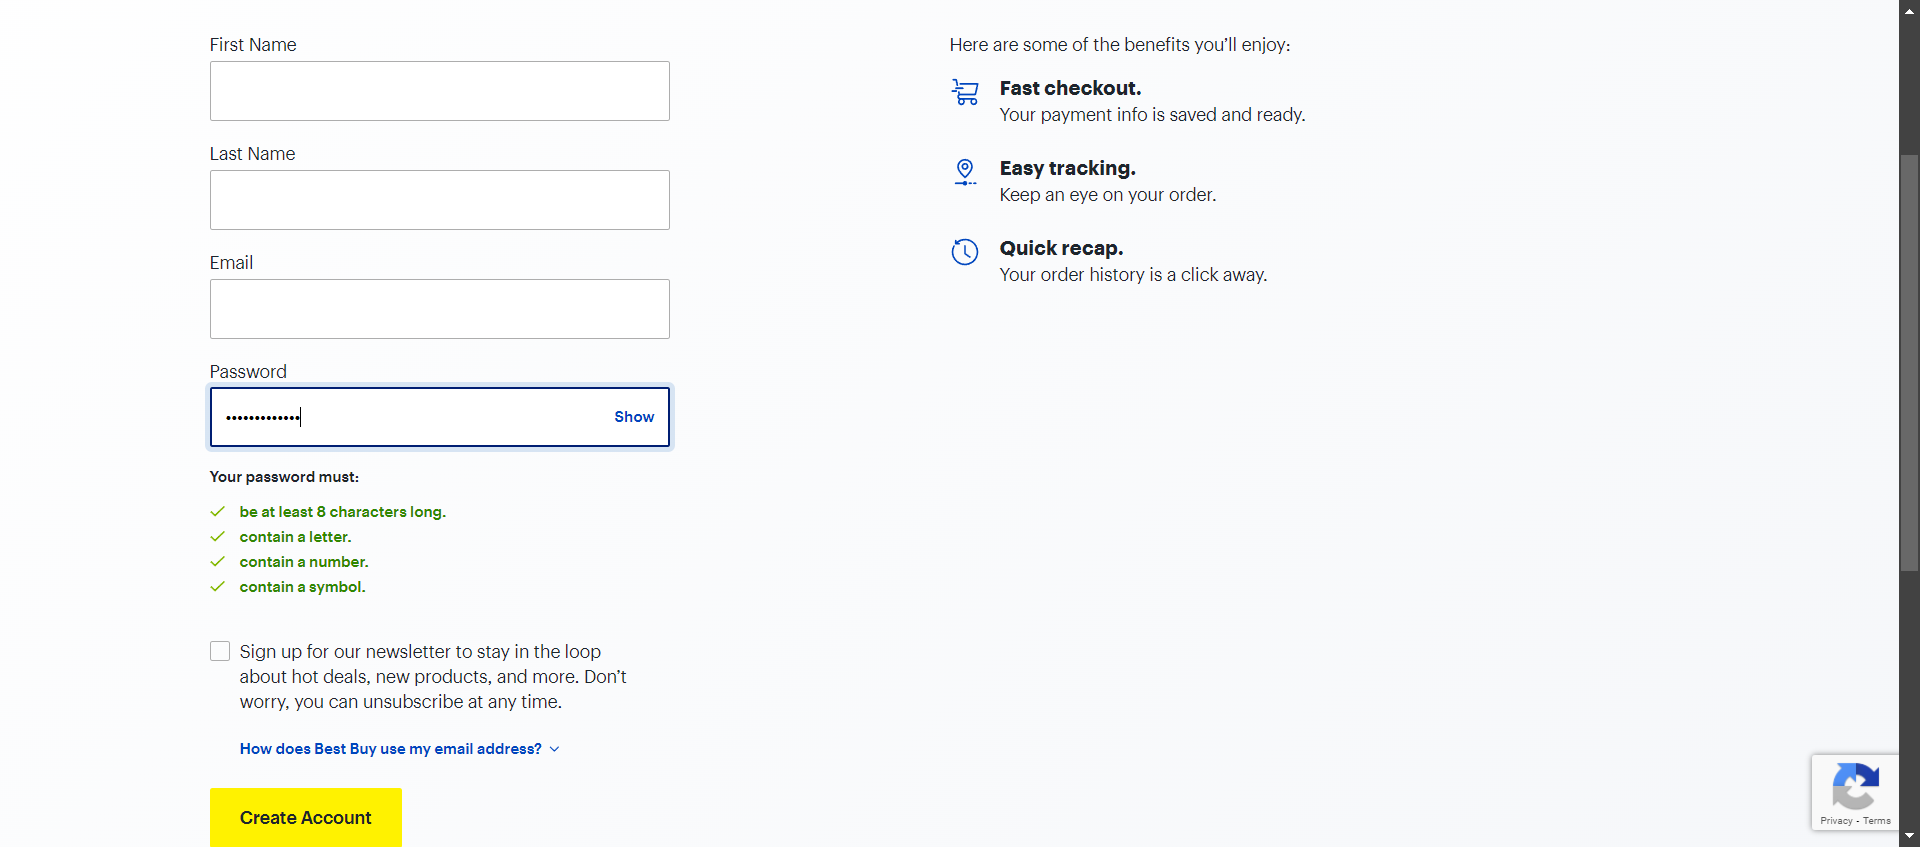 First Name
Last Name
Email
Password
•••••••••••••
Show
Your password must:
be at least 8 characters long.
contain a letter.
contain a number.
contain a symbol.
Sign up for our newsletter to stay in the loop
about hot deals, new products, and more. Don’t
worry, you can unsubscribe at any time.
How does Best Buy use my email address?
Create Account
Here are some of the benefits you’ll enjoy:
Fast checkout.
Your payment info is saved and ready.
Easy tracking.
Keep an eye on your order.
Quick recap.
Your order history is a click away.
Privacy - Terms